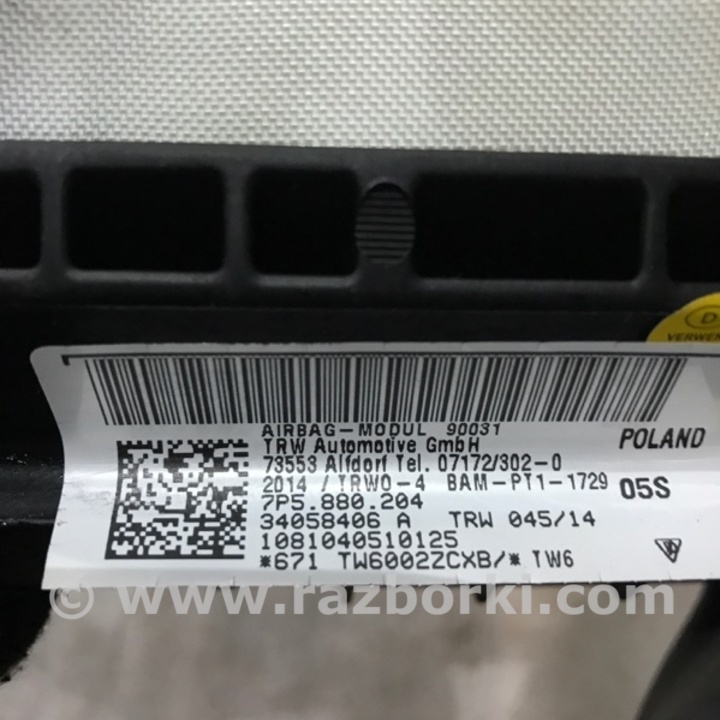 D
VERWEN
AIRBAG-MODUL 90031
TRW Automotive GmbH
73553 Alfdorf Tel. 07172/302-0
2014 / TRWO-4 BAM-PT1-1729
7P5.880.204
34058406 A TRW 045/14
1081040510125
*671 TW6002ZCXB/* TW6
POLAND
05S
© www.razborki.com